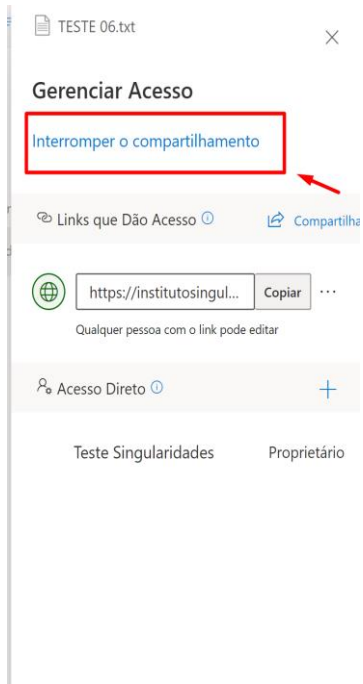 TESTE 06.txt
Gerenciar Acesso
Interromper o compartilhamento
Links que Dão Acesso
Compartilha
https://institutosingul...
Copiar
Qualquer pessoa com o link pode editar
Acesso Direto
Teste Singularidades
Proprietário